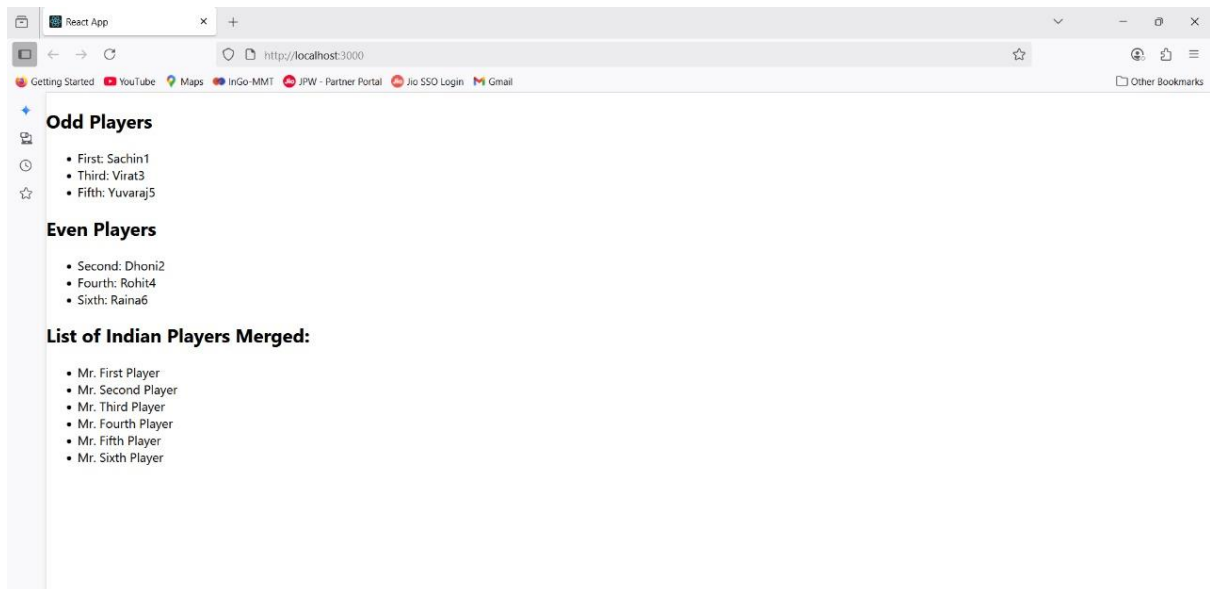 React App
http://localhost:3000
Getting Started YouTube Maps InGo-MMT JPW - Partner Portal Jio SSO Login Gmail Other Bookmarks
Odd Players
First: Sachin1
Third: Virat3
Fifth: Yuvaraj5
Even Players
Second: Dhoni2
Fourth: Rohit4
Sixth: Raina6
List of Indian Players Merged:
Mr. First Player
Mr. Second Player
Mr. Third Player
Mr. Fourth Player
Mr. Fifth Player
Mr. Sixth Player